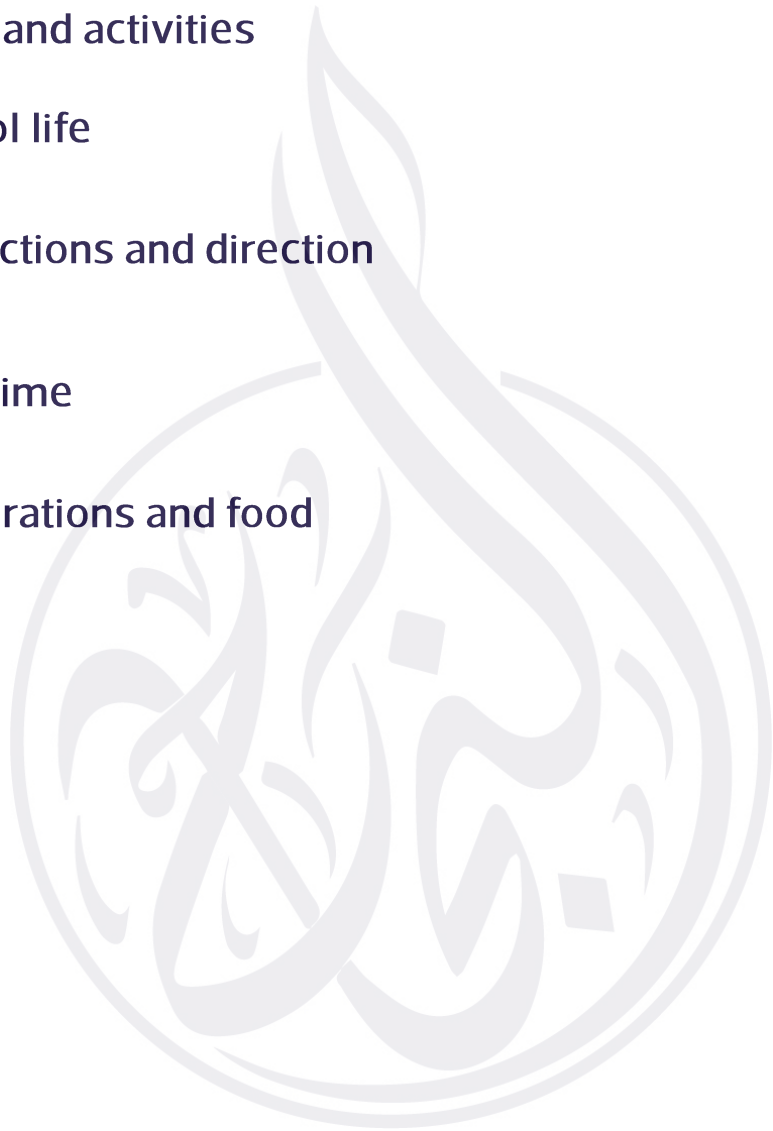 and activities
ol life
ctions and direction
ime
rations and food